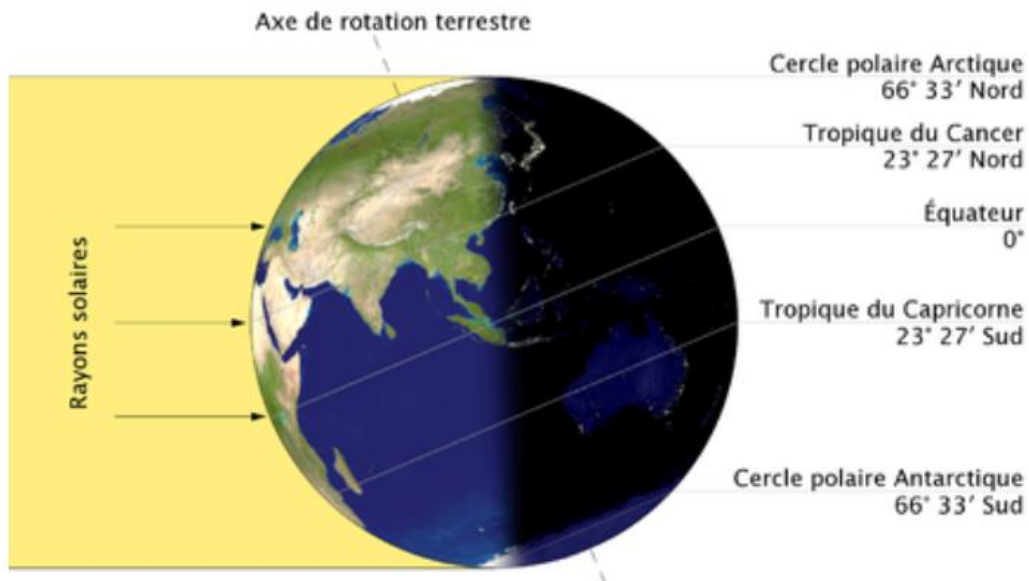 Axe de rotation terrestre
Cercle polaire Arctique
66° 33′ Nord
Tropique du Cancer
23° 27′ Nord
Équateur
0°
Rayons solaires
Tropique du Capricorne
23° 27′ Sud
Cercle polaire Antarctique
66° 33′ Sud